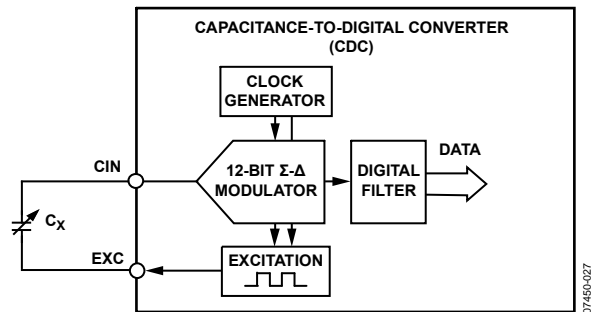 CAPACITANCE-TO-DIGITAL CONVERTER
(CDC)
CLOCK
GENERATOR
CIN
12-BIT Σ-Δ
MODULATOR
DIGITAL
FILTER
DATA
CX
EXC
EXCITATION
07450-027